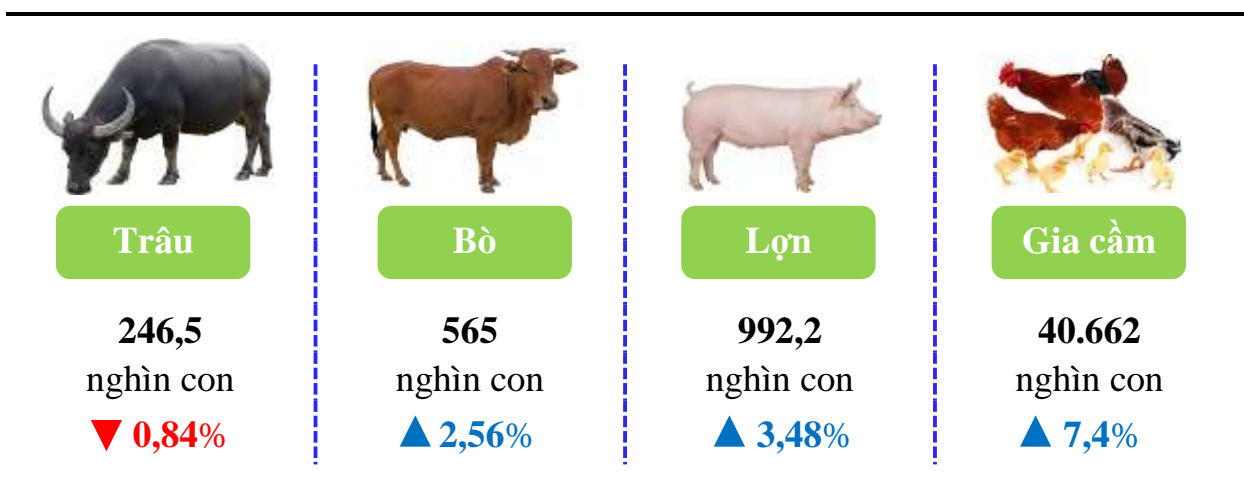 Trâu
246,5
nghìn con
▼ 0,84%
Bò
565
nghìn con
▲ 2,56%
Lợn
992,2
nghìn con
▲ 3,48%
Gia cầm
40.662
nghìn con
▲ 7,4%